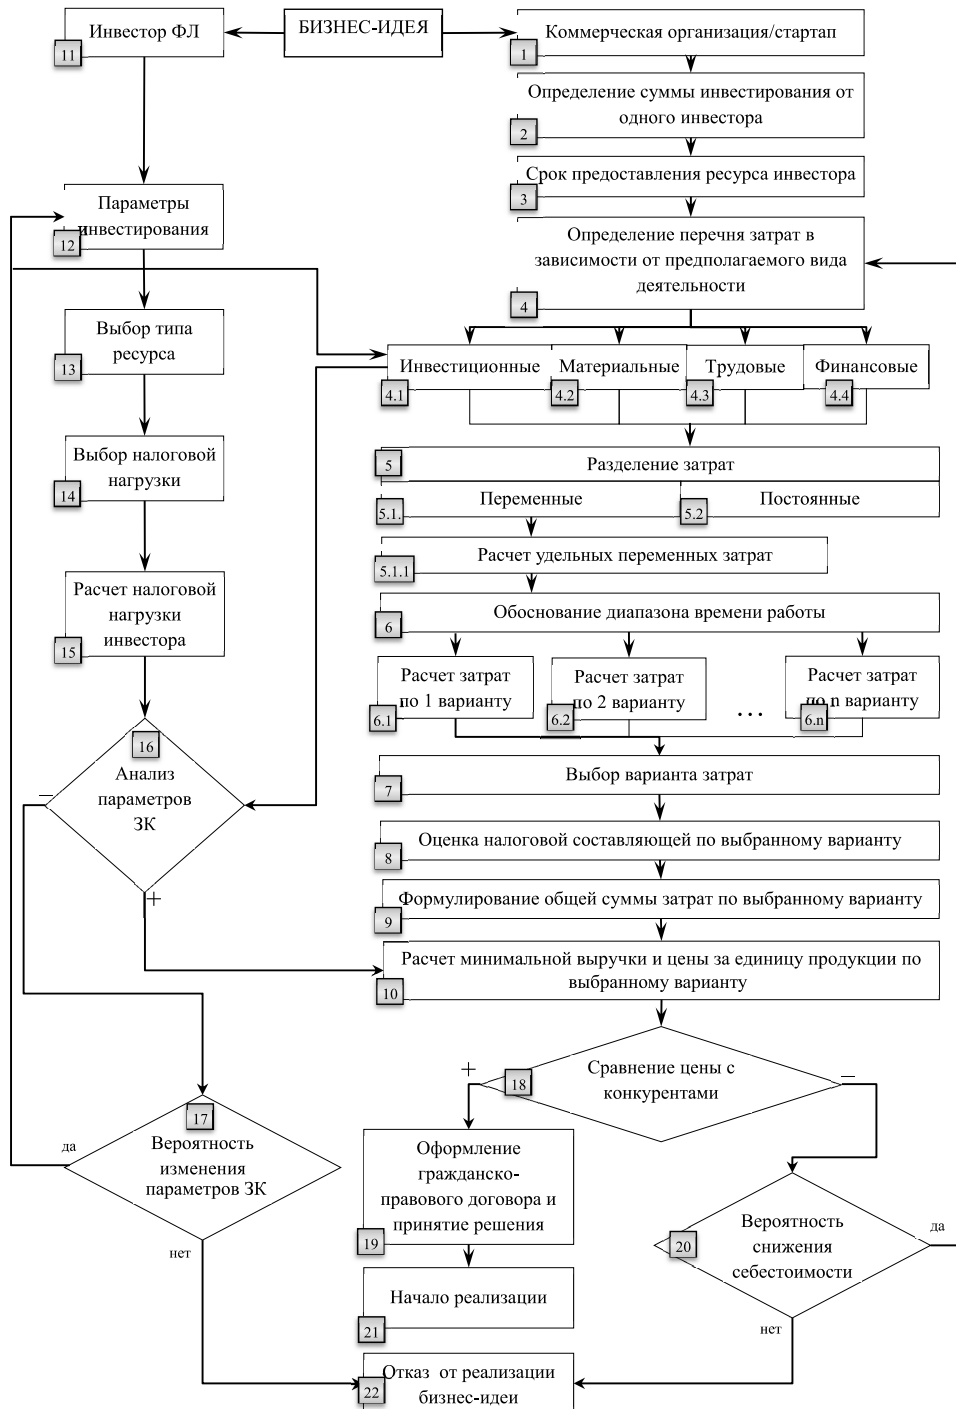 БИЗНЕС-ИДЕЯ
Инвестор ФЛ
11
Коммерческая организация/стартап
1
Определение суммы инвестирования от
одного инвестора
2
Срок предоставления ресурса инвестора
3
Параметры
инвестирования
12
Определение перечня затрат в
зависимости от предполагаемого вида
деятельности
4
Выбор типа
ресурса
13
Инвестиционные
4.1
Материальные
4.2
Трудовые
4.3
Финансовые
4.4
Выбор налоговой
нагрузки
14
5
Разделение затрат
Переменные
5.1.
Постоянные
5.2
Расчет удельных переменных затрат
5.1.1
Расчет налоговой
нагрузки
инвестора
15
Обоснование диапазона времени работы
6
Расчет затрат
по 1 варианту
6.1
Расчет затрат
по 2 варианту
6.2
...
Расчет затрат
по n варианту
6.n
16
Анализ
параметров
ЗК
–
+
Выбор варианта затрат
7
Оценка налоговой составляющей по выбранному варианту
8
Формулирование общей суммы затрат по выбранному варианту
9
Расчет минимальной выручки и цены за единицу продукции по
выбранному варианту
10
Сравнение цены с
конкурентами
18
+
–
17
Вероятность
изменения
параметров ЗК
да
нет
Оформление
гражданско-
правового договора и
принятие решения
19
Вероятность
снижения
себестоимости
20
да
нет
Начало реализации
21
Отказ от реализации
бизнес-идеи
22